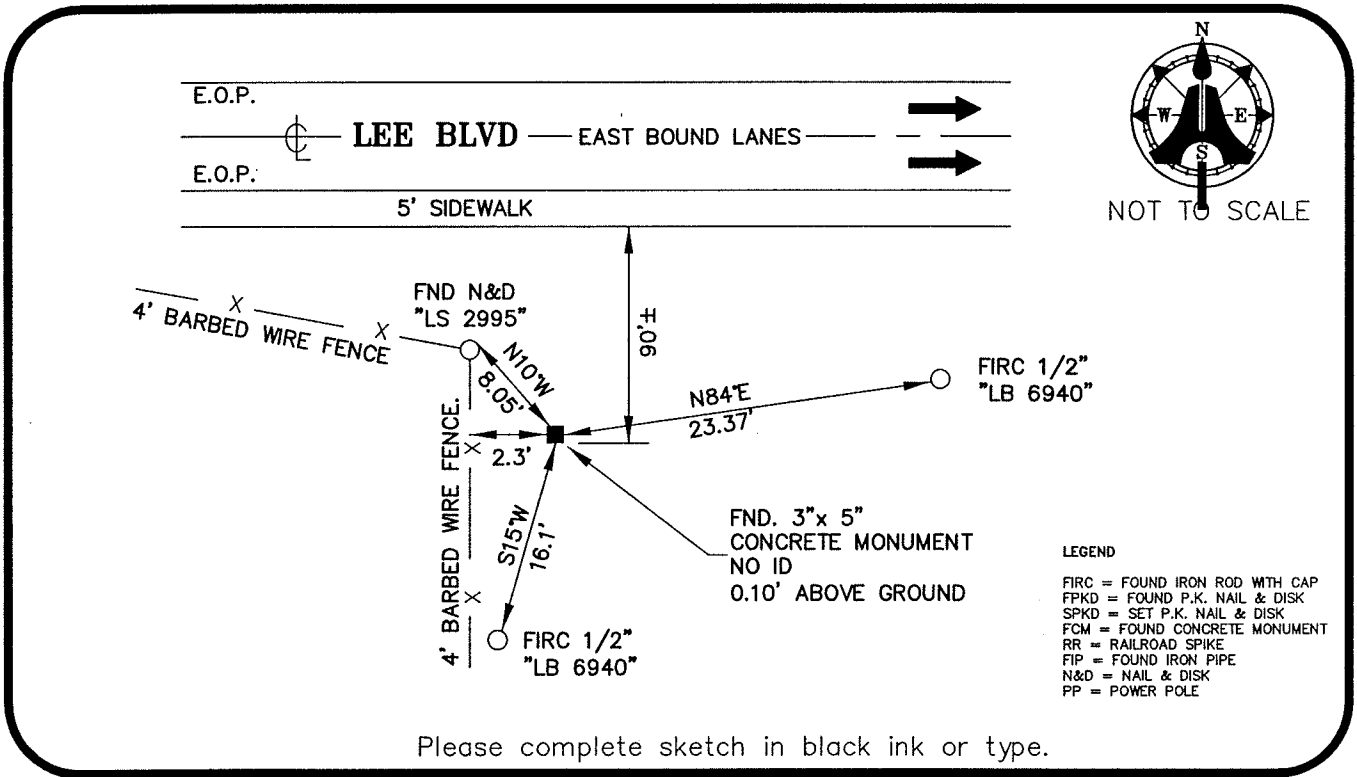 N
W
E
S
NOT TO SCALE
E.O.P.
℄ LEE BLVD EAST BOUND LANES
E.O.P.
5' SIDEWALK
X X
4' BARBED WIRE FENCE
FND N&D
"LS 2995"
N10°W
8.05'
90'±
N84°E
23.37'
FIRC 1/2"
"LB 6940"
4' BARBED WIRE FENCE.
X
X
2.3'
S15°W
16.1'
FIRC 1/2"
"LB 6940"
FND. 3"x 5"
CONCRETE MONUMENT
NO ID
0.10' ABOVE GROUND
LEGEND
FIRC = FOUND IRON ROD WITH CAP
FPKD = FOUND P.K. NAIL & DISK
SPKD = SET P.K. NAIL & DISK
FCM = FOUND CONCRETE MONUMENT
RR = RAILROAD SPIKE
FIP = FOUND IRON PIPE
N&D = NAIL & DISK
PP = POWER POLE
Please complete sketch in black ink or type.